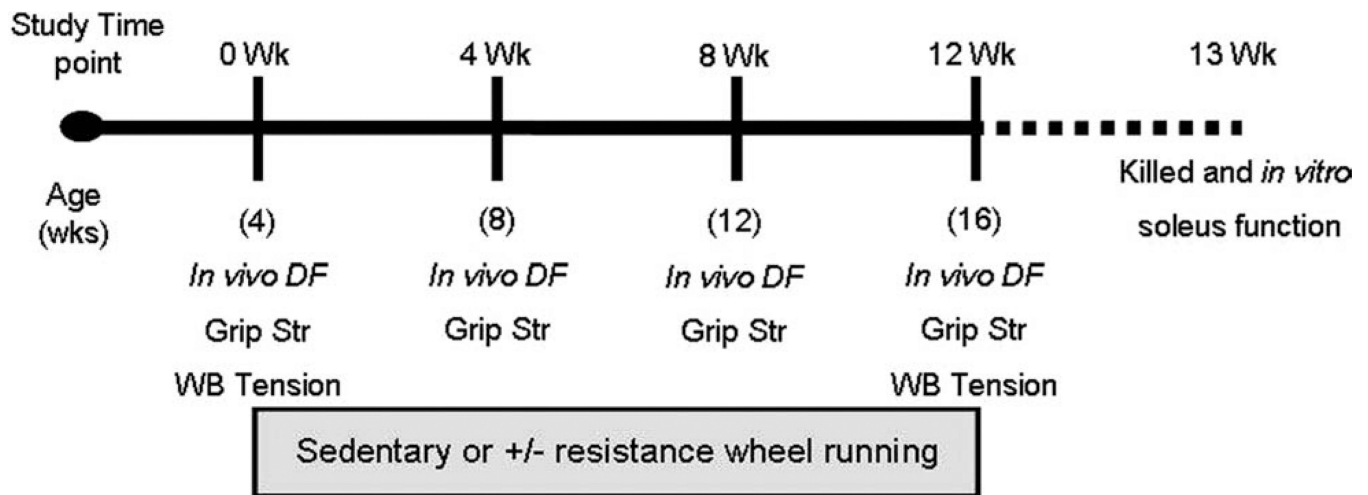 Study Time
point
0 Wk
4 Wk
8 Wk
12 Wk
13 Wk
Age
(wks)
(4)
(8)
(12)
(16)
Killed and in vitro
soleus function
In vivo DF
In vivo DF
In vivo DF
In vivo DF
Grip Str
Grip Str
Grip Str
Grip Str
WB Tension
WB Tension
Sedentary or +/- resistance wheel running